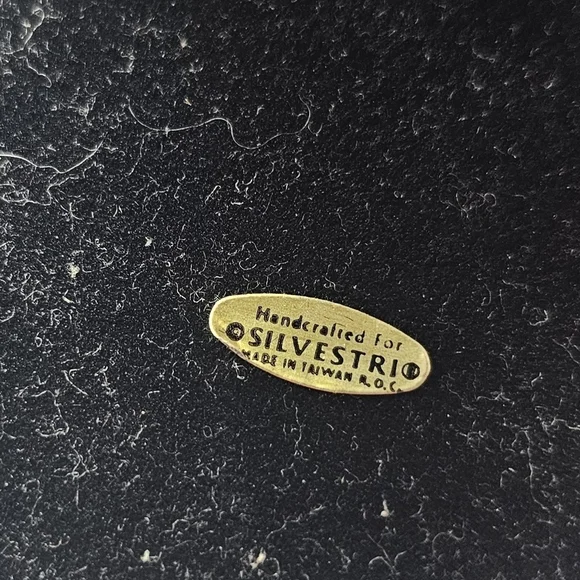 Handcrafted For
© SILVESTRI ®
MADE IN TAIWAN R.O.C.